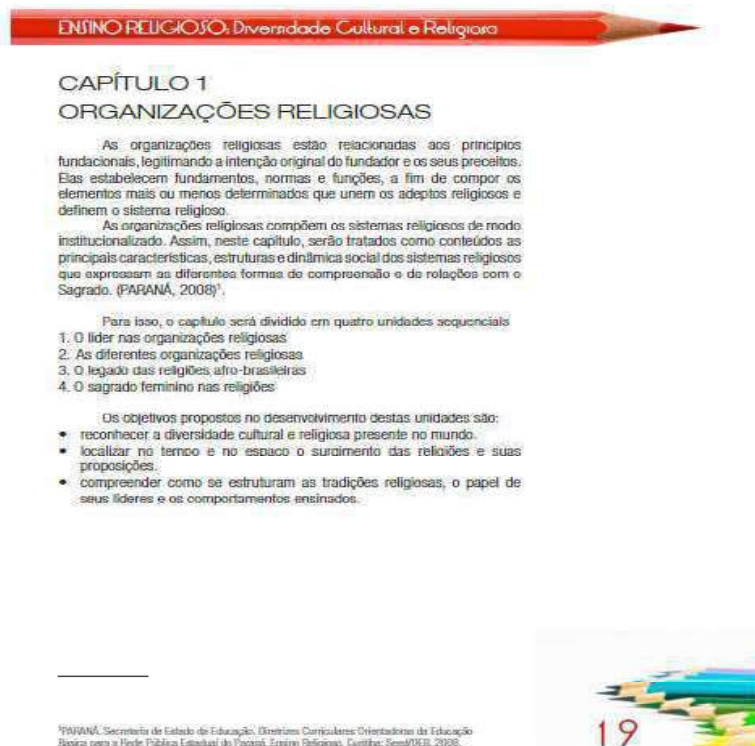 ENSINO RELIGIOSO: Diversidade Cultural e Religiosa
CAPÍTULO 1
ORGANIZAÇÕES RELIGIOSAS
As organizações religiosas estão relacionadas aos princípios
fundacionais, legitimando a intenção original do fundador e os seus preceitos.
Elas estabelecem fundamentos, normas e funções, a fim de compor os
elementos mais ou menos determinados que unem os adeptos religiosos e
definem o sistema religioso.
As organizações religiosas compõem os sistemas religiosos de modo
institucionalizado. Assim, neste capítulo, serão tratados como conteúdos as
principais características, estruturas e dinâmica social dos sistemas religiosos
que expressam as diferentes formas de compreensão e de relações com o
Sagrado. (PARANÁ, 2008)¹.
Para isso, o capítulo será dividido em quatro unidades sequenciais
1. O líder nas organizações religiosas
2. As diferentes organizações religiosas
3. O legado das religiões afro-brasileiras
4. O sagrado feminino nas religiões
Os objetivos propostos no desenvolvimento destas unidades são:
• reconhecer a diversidade cultural e religiosa presente no mundo.
• localizar no tempo e no espaço o surgimento das religiões e suas
proposições.
• compreender como se estruturam as tradições religiosas, o papel de
seus líderes e os comportamentos ensinados.
¹PARANÁ. Secretaria de Estado da Educação. Diretrizes Curriculares Orientadoras da Educação
Básica para a Rede Pública Estadual do Paraná. Ensino Religioso. Curitiba: Seed/DEB, 2008.
19